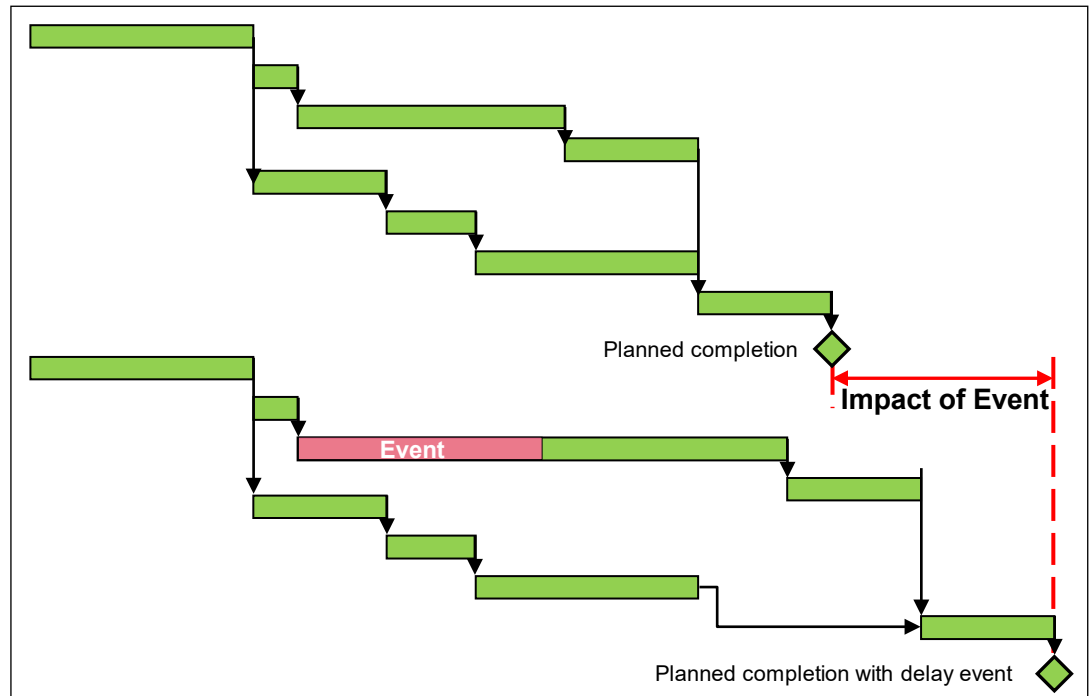 Planned completion
Impact of Event
Event
Planned completion with delay event